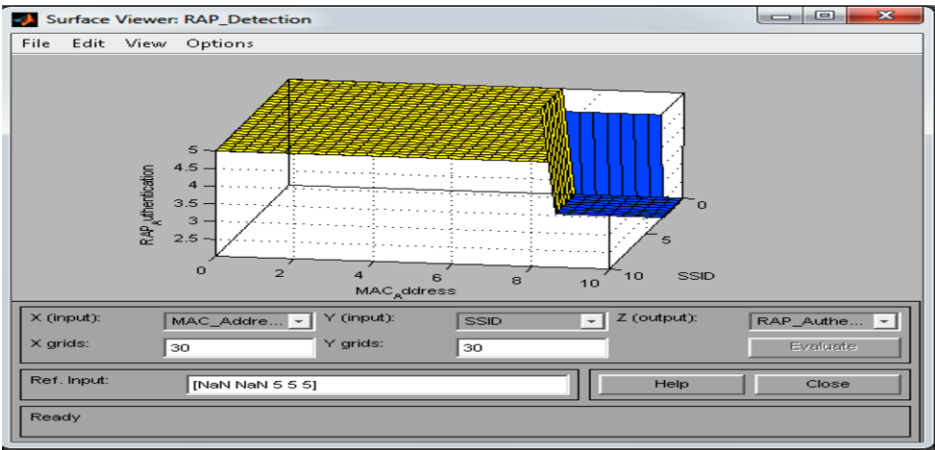 Surface Viewer: RAP_Detection
File Edit View Options
5
4.5
4
3.5
3
2.5
RAP_Authentication
0
2
4
6
8
10
MAC_Address
0
5
10
SSID
X (input): MAC_Addre... Y (input): SSID Z (output): RAP_Authe...
X grids: 30 Y grids: 30 Evaluate
Ref. Input: [NaN NaN 5 5 5] Help Close
Ready